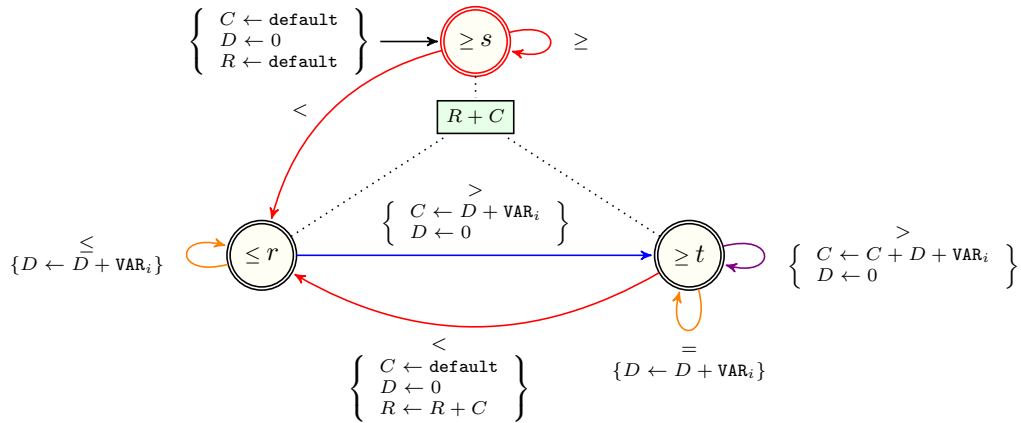 C ← default
D ← 0
R ← default
≥ s
≥
<
R + C
>
C ← D + VAR_i
D ← 0
≤
{D ← D + VAR_i}
≤ r
≥ t
>
C ← C + D + VAR_i
D ← 0
<
C ← default
D ← 0
R ← R + C
=
{D ← D + VAR_i}